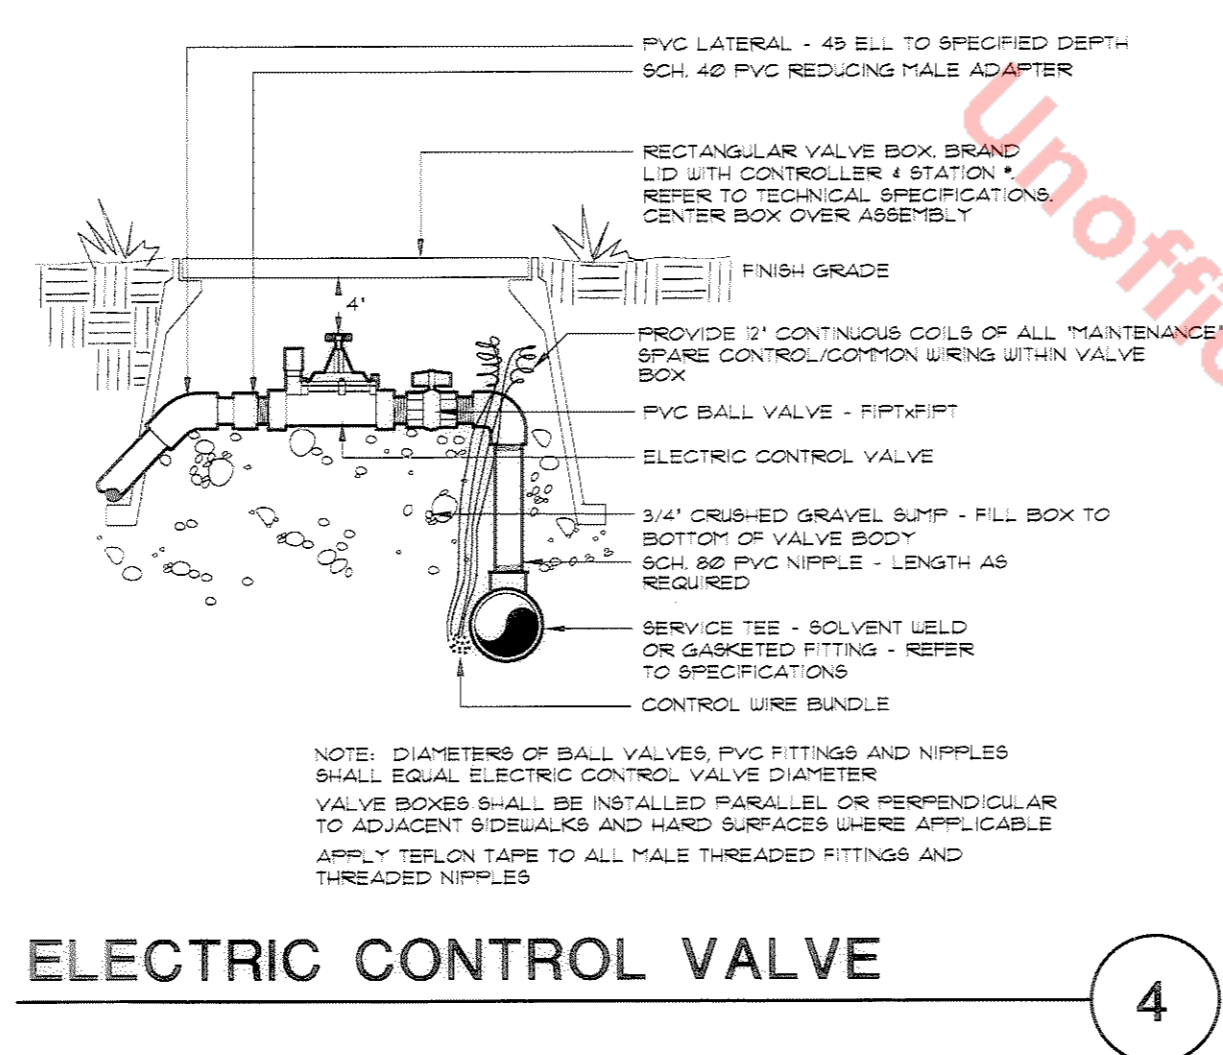 PVC LATERAL - 45 ELL TO SPECIFIED DEPTH
SCH. 40 PVC REDUCING MALE ADAPTER
RECTANGULAR VALVE BOX. BRAND
LID WITH CONTROLLER & STATION #.
REFER TO TECHNICAL SPECIFICATIONS.
CENTER BOX OVER ASSEMBLY
FINISH GRADE
4"
PROVIDE 12" CONTINUOUS COILS OF ALL "MAINTENANCE"
SPARE CONTROL/COMMON WIRING WITHIN VALVE
BOX
PVC BALL VALVE - FIPTxFIPT
ELECTRIC CONTROL VALVE
3/4" CRUSHED GRAVEL SUMP - FILL BOX TO
BOTTOM OF VALVE BODY
SCH. 80 PVC NIPPLE - LENGTH AS
REQUIRED
SERVICE TEE - SOLVENT WELD
OR GASKETED FITTING - REFER
TO SPECIFICATIONS
CONTROL WIRE BUNDLE
NOTE: DIAMETERS OF BALL VALVES, PVC FITTINGS AND NIPPLES
SHALL EQUAL ELECTRIC CONTROL VALVE DIAMETER
VALVE BOXES SHALL BE INSTALLED PARALLEL OR PERPENDICULAR
TO ADJACENT SIDEWALKS AND HARD SURFACES WHERE APPLICABLE
APPLY TEFLON TAPE TO ALL MALE THREADED FITTINGS AND
THREADED NIPPLES
ELECTRIC CONTROL VALVE
4